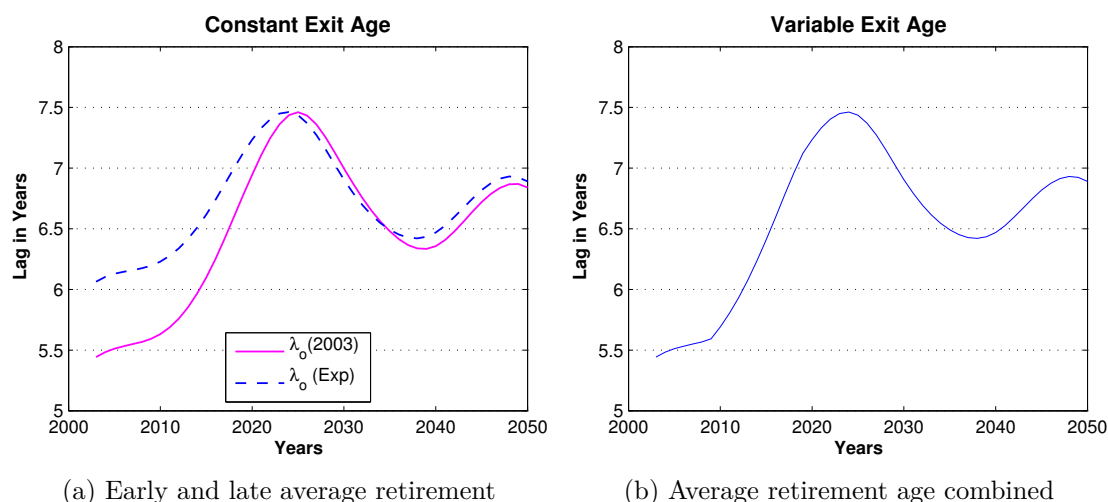 Constant Exit Age
8
7.5
7
6.5
6
5.5
5
Lag in Years
λo(2003)
λo (Exp)
2000 2010 2020 2030 2040 2050
Years
(a) Early and late average retirement
Variable Exit Age
8
7.5
7
6.5
6
5.5
5
Lag in Years
2000 2010 2020 2030 2040 2050
Years
(b) Average retirement age combined